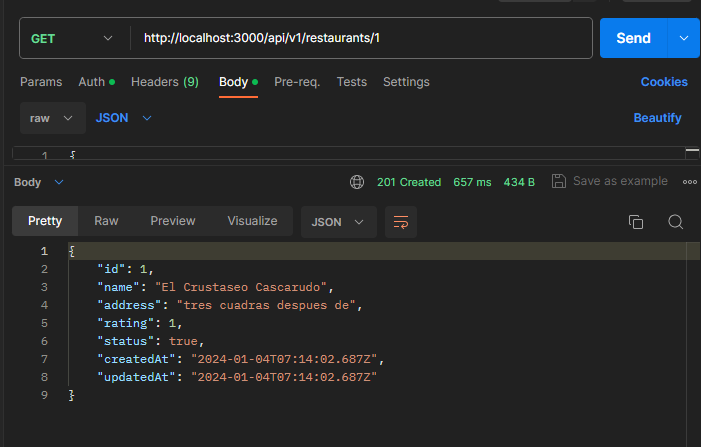 GET http://localhost:3000/api/v1/restaurants/1 Send
Params Auth Headers (9) Body Pre-req. Tests Settings Cookies
raw JSON Beautify
1 {
Body 201 Created 657 ms 434 B Save as example
Pretty Raw Preview Visualize JSON
1 {
2 "id": 1,
3 "name": "El Crustaseo Cascarudo",
4 "address": "tres cuadras despues de",
5 "rating": 1,
6 "status": true,
7 "createdAt": "2024-01-04T07:14:02.687Z",
8 "updatedAt": "2024-01-04T07:14:02.687Z"
9 }